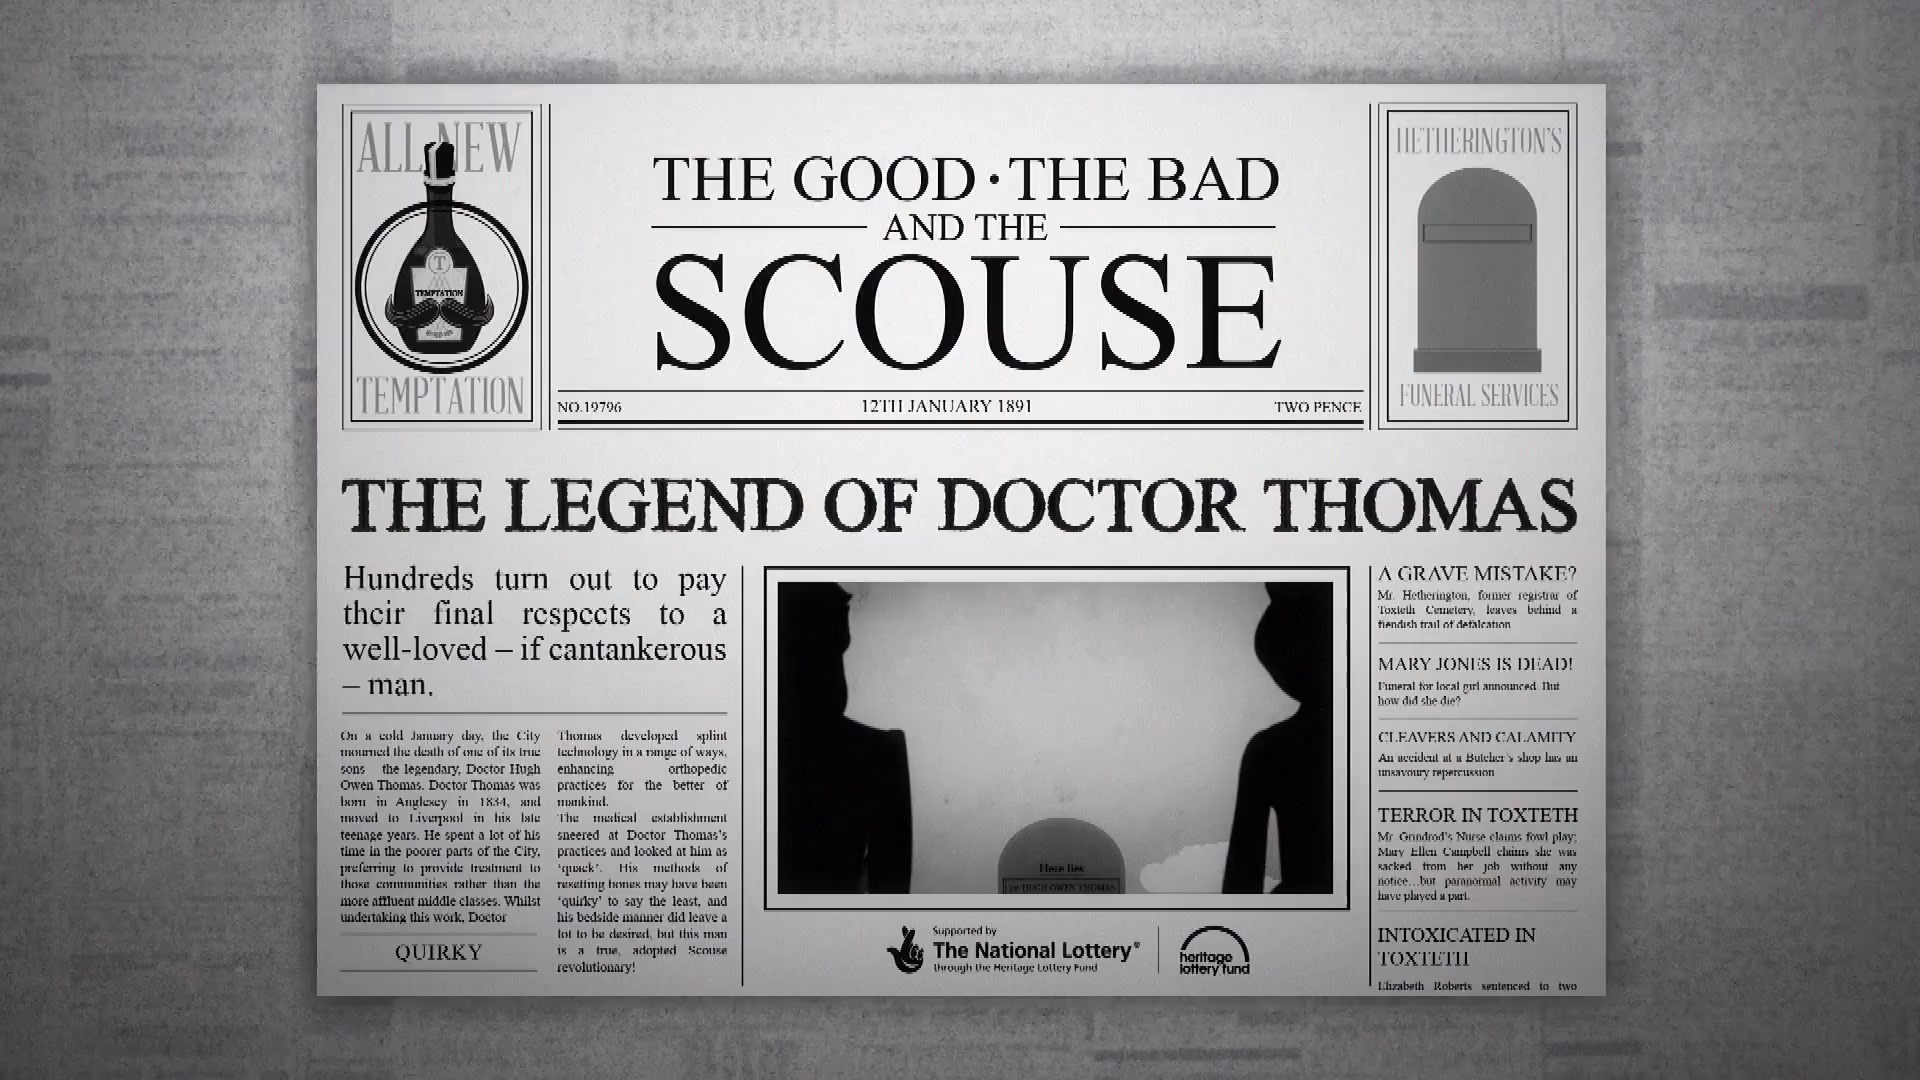 ALL NEW
TEMPTATION
TEMPTATION
THE GOOD · THE BAD
AND THE
SCOUSE
NO.19796
12TH JANUARY 1891
TWO PENCE
HETHERINGTON'S
FUNERAL SERVICES
THE LEGEND OF DOCTOR THOMAS
Hundreds turn out to pay
their final respects to a
well-loved – if cantankerous
– man.
On a cold January day, the City
mourned the death of one of its true
sons the legendary, Doctor Hugh
Owen Thomas. Doctor Thomas was
born in Anglesey in 1834, and
moved to Liverpool in his late
teenage years. He spent a lot of his
time in the poorer parts of the City,
preferring to provide treatment to
those communities rather than the
more affluent middle classes. Whilst
undertaking this work, Doctor
QUIRKY
Thomas developed splint
technology in a range of ways,
enhancing orthopedic
practices for the better of
mankind.
The medical establishment
sneered at Doctor Thomas's
practices and looked at him as
'quack'. His methods of
resetting bones may have been
'quirky' to say the least, and
his bedside manner did leave a
lot to be desired, but this man
is a true, adopted Scouse
revolutionary!
Here lies
HUGH OWEN THOMAS
Supported by
The National Lottery®
through the Heritage Lottery Fund
heritage
lottery fund
A GRAVE MISTAKE?
Mr. Hetherington, former registrar of
Toxteth Cemetery, leaves behind a
fiendish trail of defalcation
MARY JONES IS DEAD!
Funeral for local girl announced. But
how did she die?
CLEAVERS AND CALAMITY
An accident at a Butcher's shop has an
unsavoury repercussion
TERROR IN TOXTETH
Mr. Grindrod's Nurse claims fowl play;
Mary Ellen Campbell claims she was
sacked from her job without any
notice...but paranormal activity may
have played a part.
INTOXICATED IN
TOXTETH
Elizabeth Roberts sentenced to two